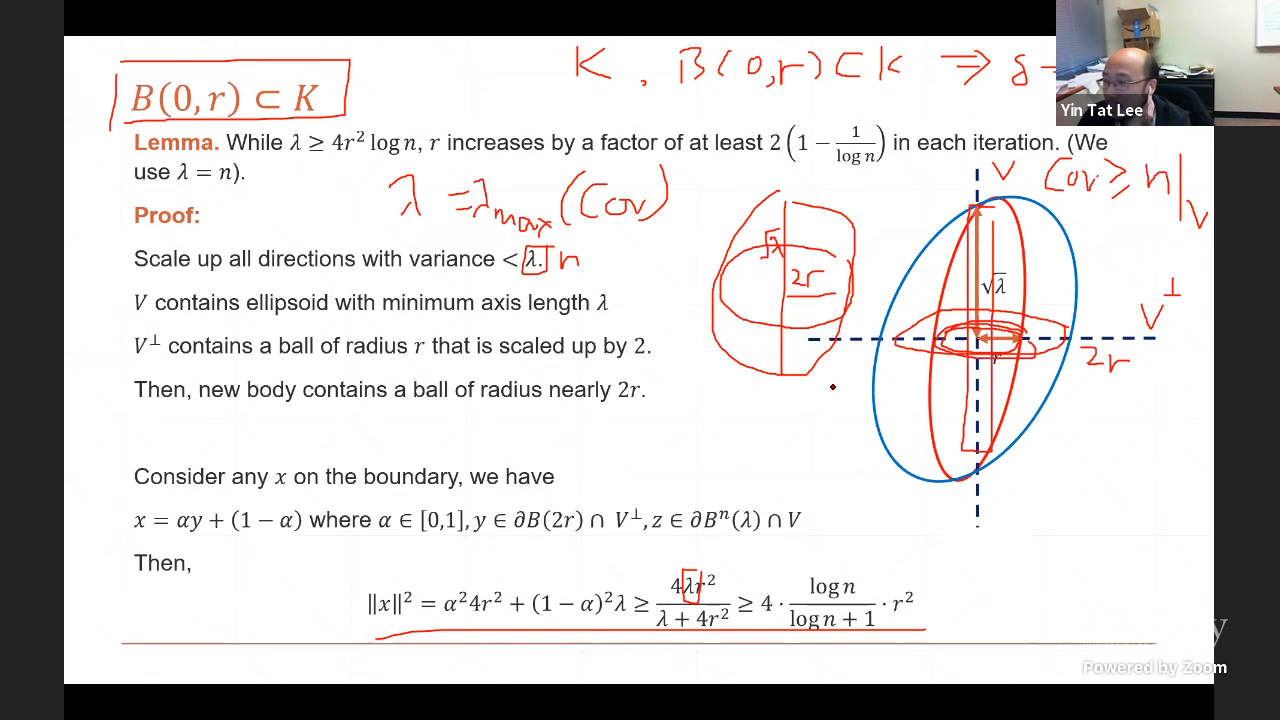 K , B(0,r) ⊂ K ⇒ δ
Yin Tat Lee
B(0, r) ⊂ K
Lemma. While λ ≥ 4r² log n, r increases by a factor of at least 2 (1 − 1/log n) in each iteration. (We
use λ = n).
λ = λ_max (Cov)
V Cov ≥ n|_V
Proof:
Scale up all directions with variance < λ. n
√λ
2r
√λ
V contains ellipsoid with minimum axis length λ
V^⊥
V^⊥ contains a ball of radius r that is scaled up by 2.
r
2r
Then, new body contains a ball of radius nearly 2r.
Consider any x on the boundary, we have
x = αy + (1 − α) where α ∈ [0,1], y ∈ ∂B(2r) ∩ V^⊥, z ∈ ∂B^n(λ) ∩ V
Then,
‖x‖² = α²4r² + (1 − α)²λ ≥ 4λr²/(λ + 4r²) ≥ 4 · log n/(log n + 1) · r²
Powered by Zoom